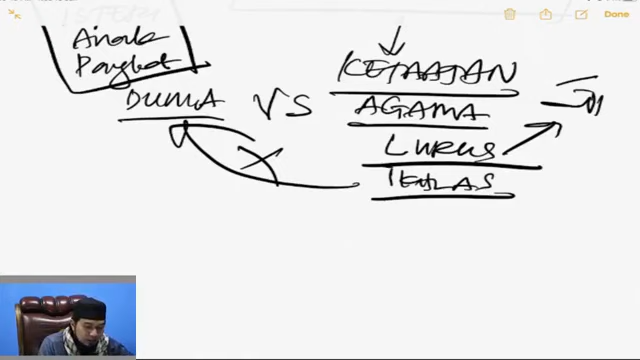 Done
Anak
Pangkat
DUNIA VS KETAATAN
AGAMA
LURUS
IKHLAS